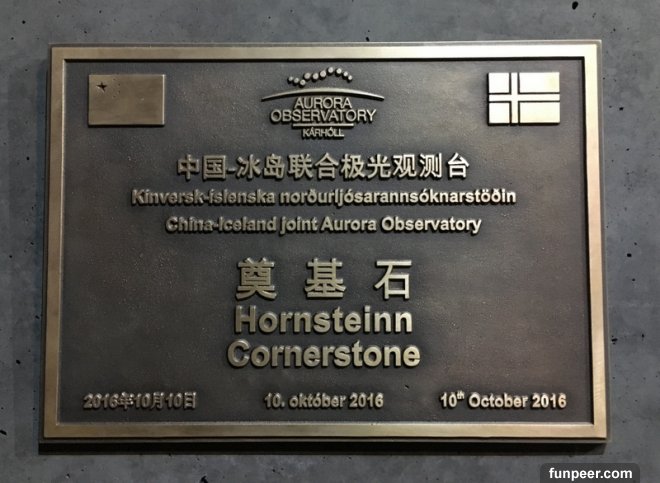 AURORA
OBSERVATORY
KÁRHÓLL
中国-冰岛联合极光观测台
Kínversk-íslenska norðurljósarannsóknarstöðin
China-Iceland joint Aurora Observatory
奠基石
Hornsteinn
Cornerstone
2016年10月10日 10. október 2016 10th October 2016
funpeer.com